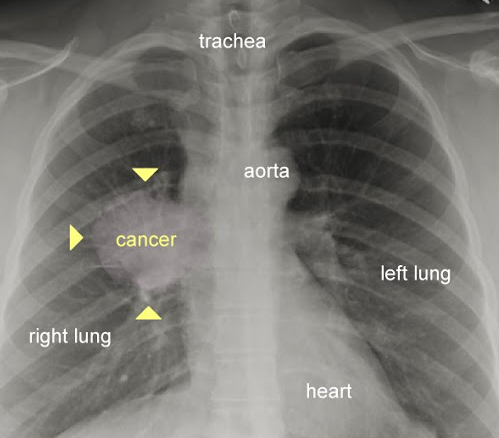 trachea
aorta
cancer
left lung
right lung
heart